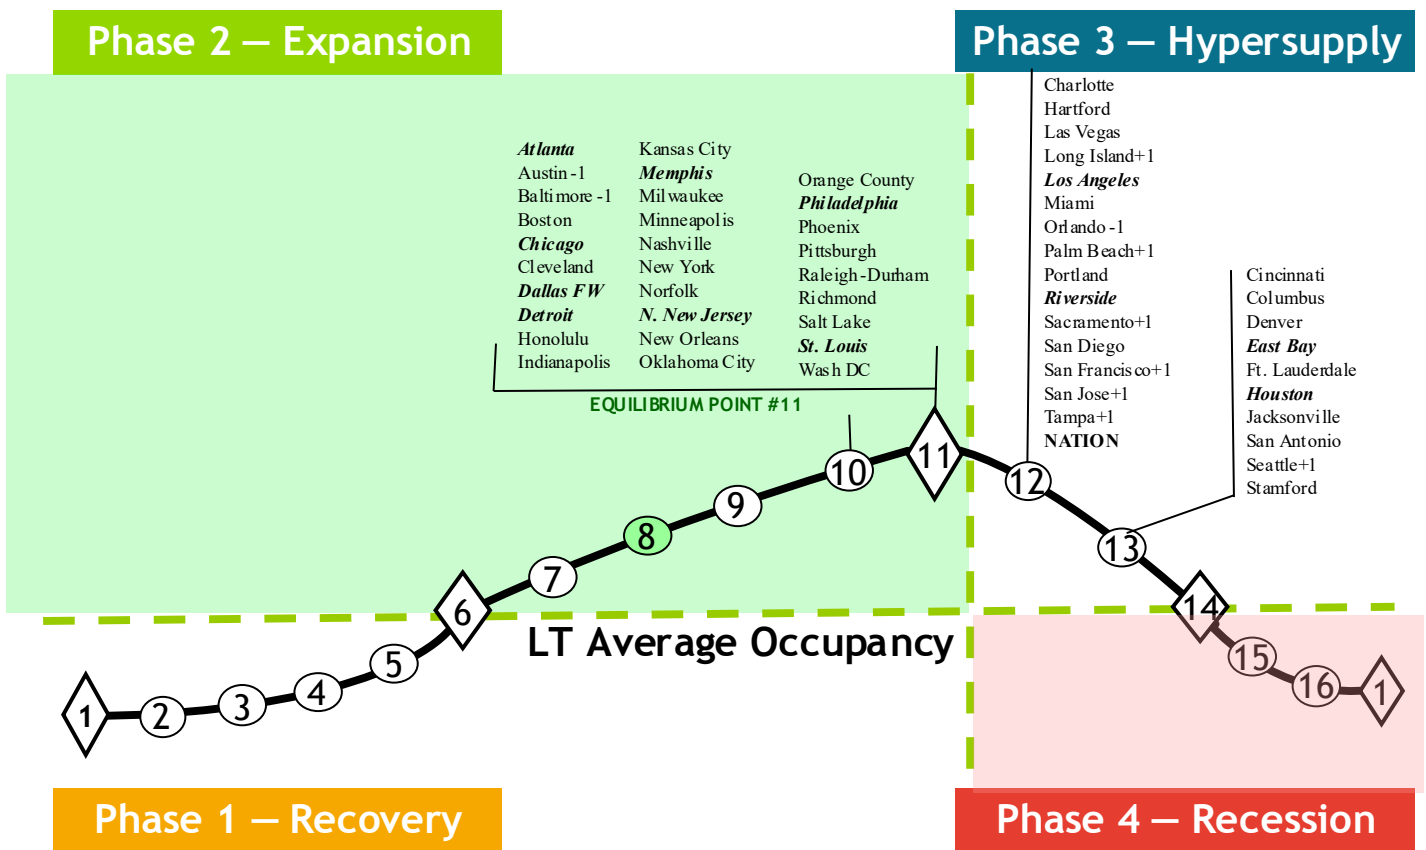 Phase 2 — Expansion
Phase 3 — Hypersupply
Atlanta
Austin -1
Baltimore -1
Boston
Chicago
Cleveland
Dallas FW
Detroit
Honolulu
Indianapolis
Kansas City
Memphis
Milwaukee
Minneapolis
Nashville
New York
Norfolk
N. New Jersey
New Orleans
Oklahoma City
Orange County
Philadelphia
Phoenix
Pittsburgh
Raleigh-Durham
Richmond
Salt Lake
St. Louis
Wash DC
EQUILIBRIUM POINT #11
Charlotte
Hartford
Las Vegas
Long Island+1
Los Angeles
Miami
Orlando -1
Palm Beach+1
Portland
Riverside
Sacramento+1
San Diego
San Francisco+1
San Jose+1
Tampa+1
NATION
Cincinnati
Columbus
Denver
East Bay
Ft. Lauderdale
Houston
Jacksonville
San Antonio
Seattle+1
Stamford
1
2
3
4
5
6
7
8
9
10
11
12
13
14
15
16
1
LT Average Occupancy
Phase 1 — Recovery
Phase 4 — Recession